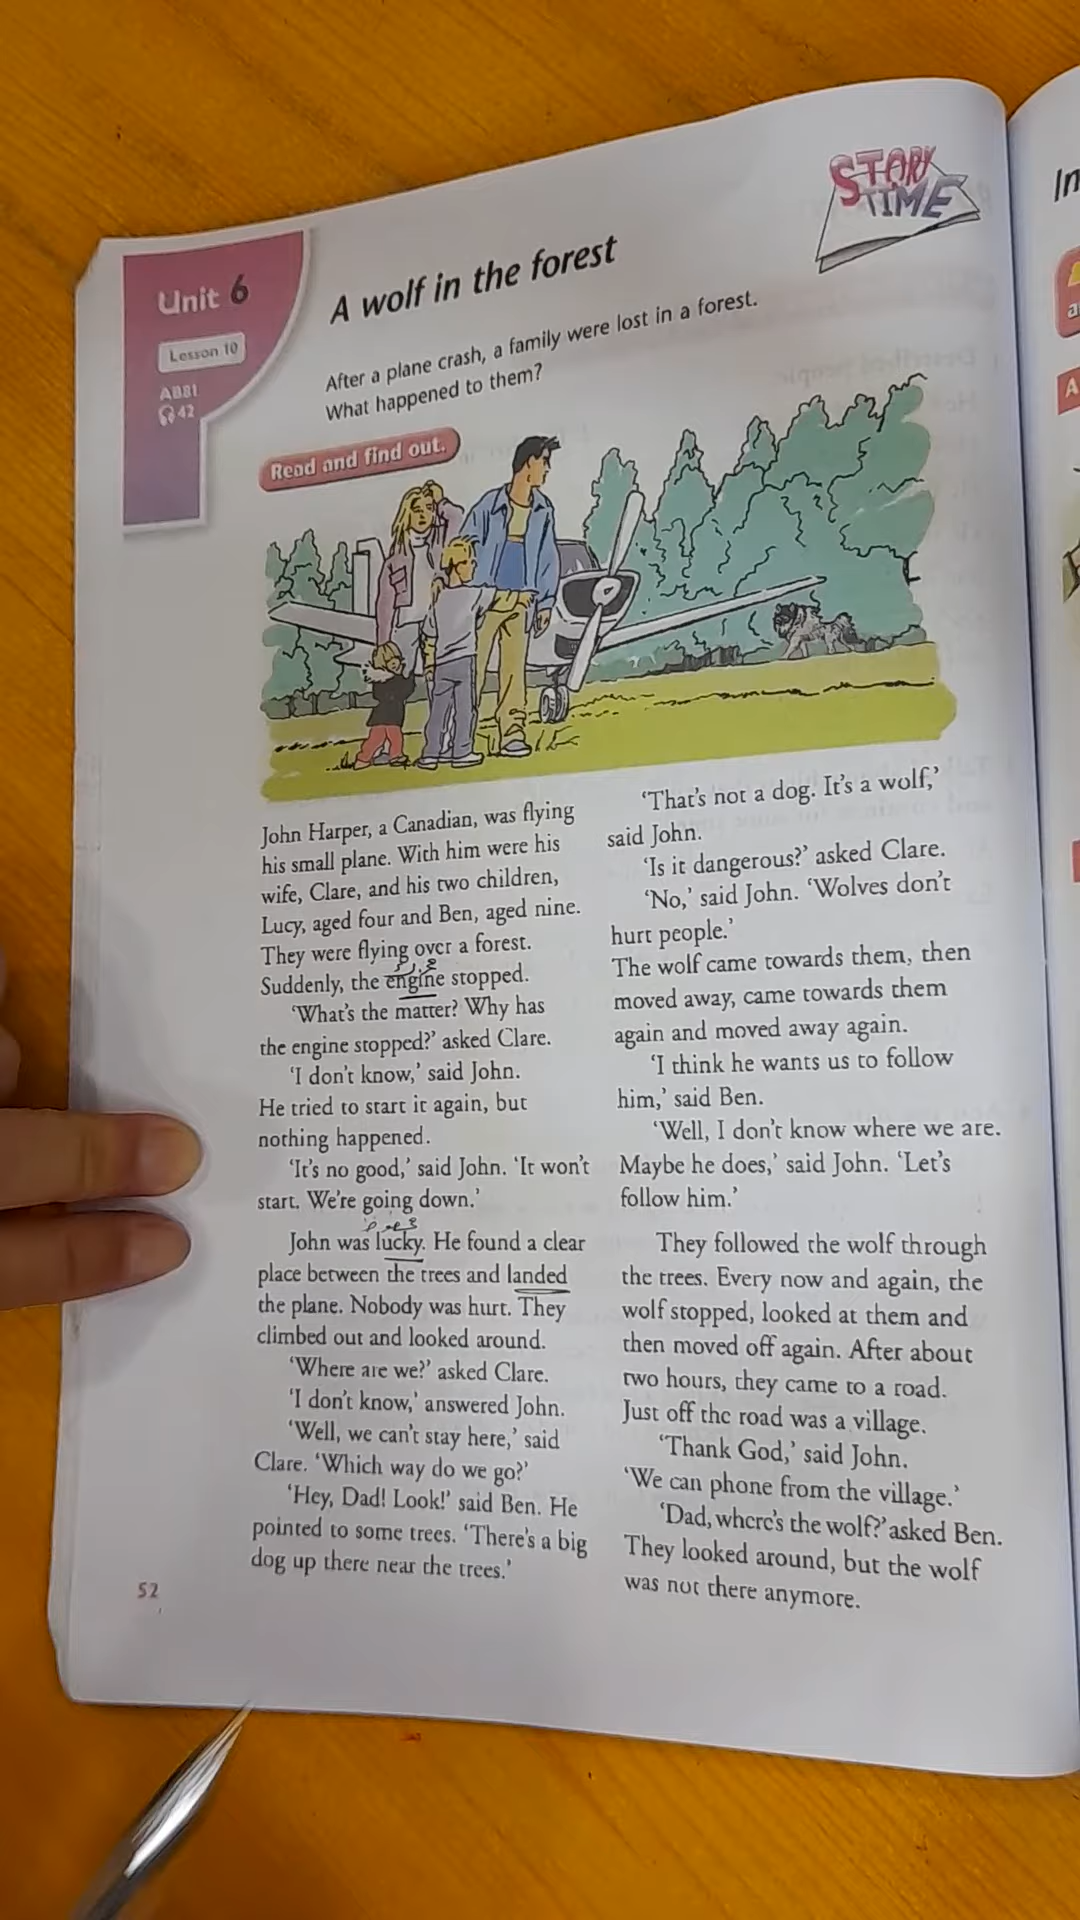 STORY
TIME
Unit 6
Lesson 10
AB81
42
A wolf in the forest
After a plane crash, a family were lost in a forest.
What happened to them?
Read and find out.
John Harper, a Canadian, was flying
his small plane. With him were his
wife, Clare, and his two children,
Lucy, aged four and Ben, aged nine.
They were flying over a forest.
Suddenly, the engine stopped.
‘What's the matter? Why has
the engine stopped?’ asked Clare.
‘I don't know,’ said John.
He tried to start it again, but
nothing happened.
‘It's no good,’ said John. ‘It won't
start. We're going down.’
John was lucky. He found a clear
place between the trees and landed
the plane. Nobody was hurt. They
climbed out and looked around.
‘Where are we?’ asked Clare.
‘I don't know,’ answered John.
‘Well, we can't stay here,’ said
Clare. ‘Which way do we go?’
‘Hey, Dad! Look!’ said Ben. He
pointed to some trees. ‘There's a big
dog up there near the trees.’
‘That's not a dog. It's a wolf,’
said John.
‘Is it dangerous?’ asked Clare.
‘No,’ said John. ‘Wolves don't
hurt people.’
The wolf came towards them, then
moved away, came towards them
again and moved away again.
‘I think he wants us to follow
him,’ said Ben.
‘Well, I don't know where we are.
Maybe he does,’ said John. ‘Let's
follow him.’
They followed the wolf through
the trees. Every now and again, the
wolf stopped, looked at them and
then moved off again. After about
two hours, they came to a road.
Just off the road was a village.
‘Thank God,’ said John.
‘We can phone from the village.’
‘Dad, where's the wolf?’ asked Ben.
They looked around, but the wolf
was not there anymore.
52
In
a
A